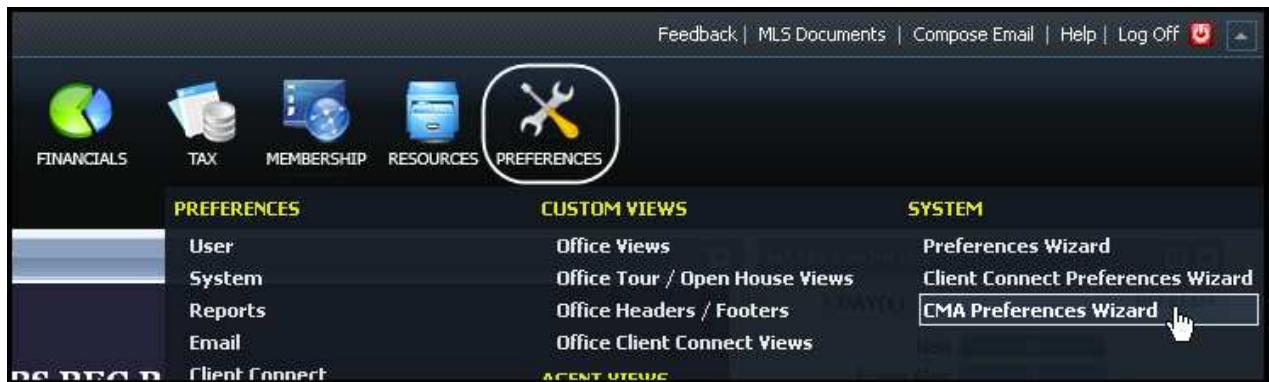 Feedback | MLS Documents | Compose Email | Help | Log Off
FINANCIALS TAX MEMBERSHIP RESOURCES PREFERENCES
PREFERENCES CUSTOM VIEWS SYSTEM
User Office Views Preferences Wizard
System Office Tour / Open House Views Client Connect Preferences Wizard
Reports Office Headers / Footers CMA Preferences Wizard
Email Office Client Connect Views
Client Connect AGENT VIEWS